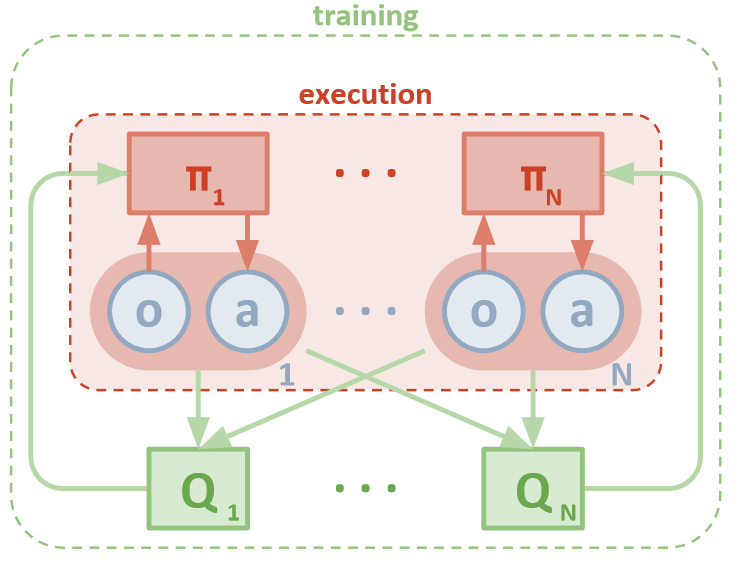 training
execution
π1 ... πN
o a ... o a
1 N
Q1 ... QN